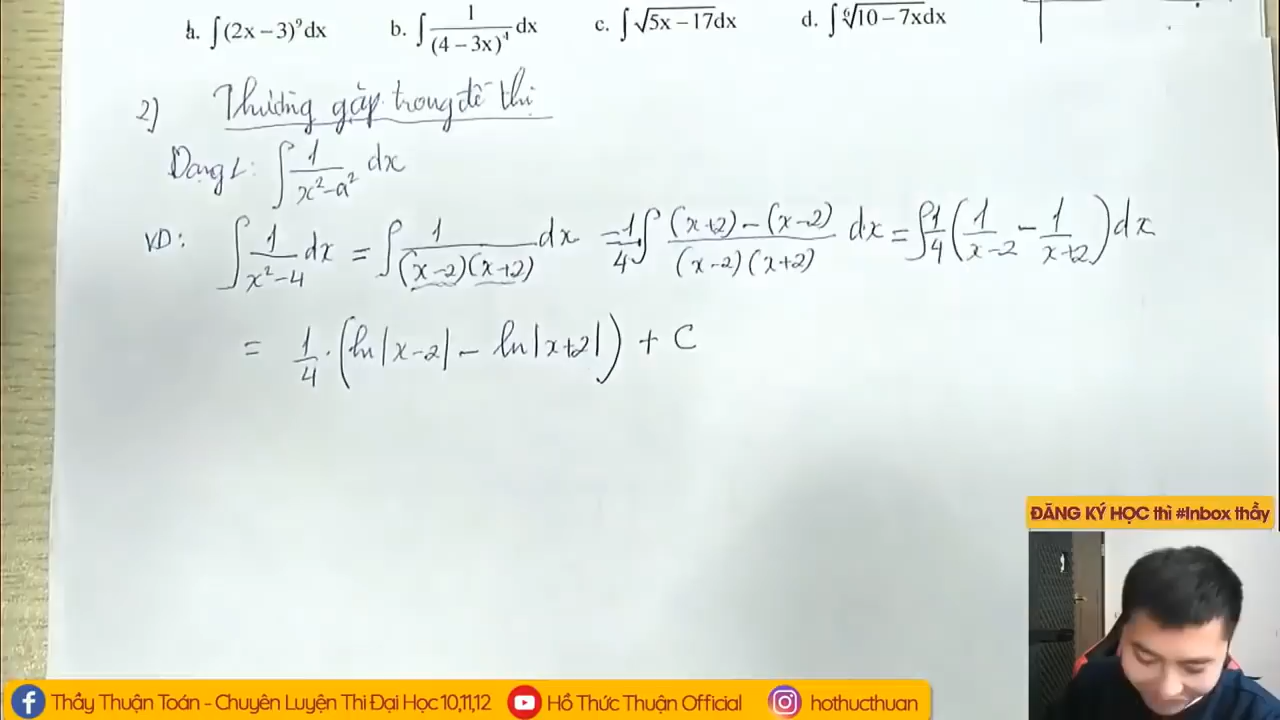 a. ∫(2x – 3)⁹dx b. ∫ 1/(4 – 3x)⁴ dx c. ∫√(5x – 17)dx d. ∫⁶√(10 – 7x)dx
2) Thường gặp trong đề thi
Dạng 1: ∫ 1/(x² – a²) dx
VD: ∫ 1/(x² – 4) dx = ∫ 1/((x–2)(x+2)) dx = 1/4 ∫ ((x+2) – (x–2))/((x–2)(x+2)) dx = ∫ 1/4 (1/(x–2) – 1/(x+2)) dx
= 1/4 . (ln|x–2| – ln|x+2|) + C
ĐĂNG KÝ HỌC thì #Inbox thầy
Thầy Thuận Toán - Chuyên Luyện Thi Đại Học 10,11,12 Hồ Thức Thuận Official hothucthuan